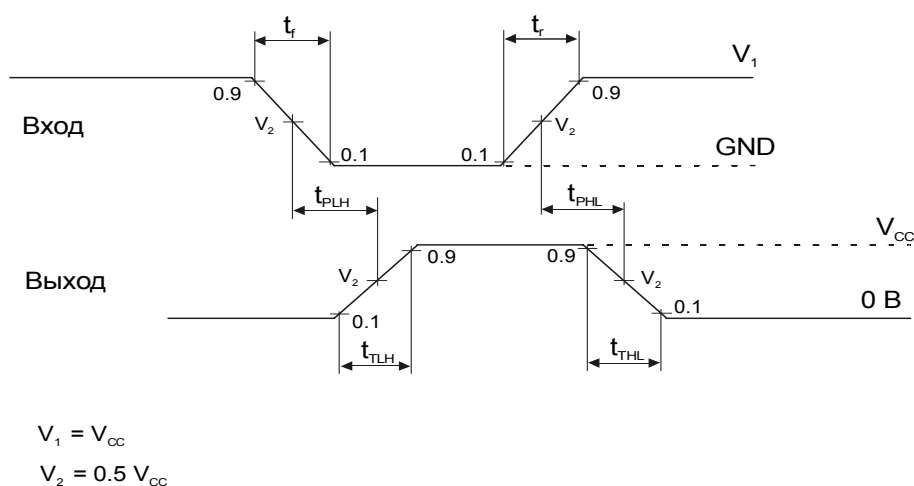 t_f t_r
V_1
0.9 0.9
Вход V_2 V_2
0.1 0.1 GND
t_PLH t_PHL
V_CC
0.9 0.9
Выход V_2 V_2
0 В
0.1 0.1
t_TLH t_THL
V_1 = V_CC
V_2 = 0.5 V_CC